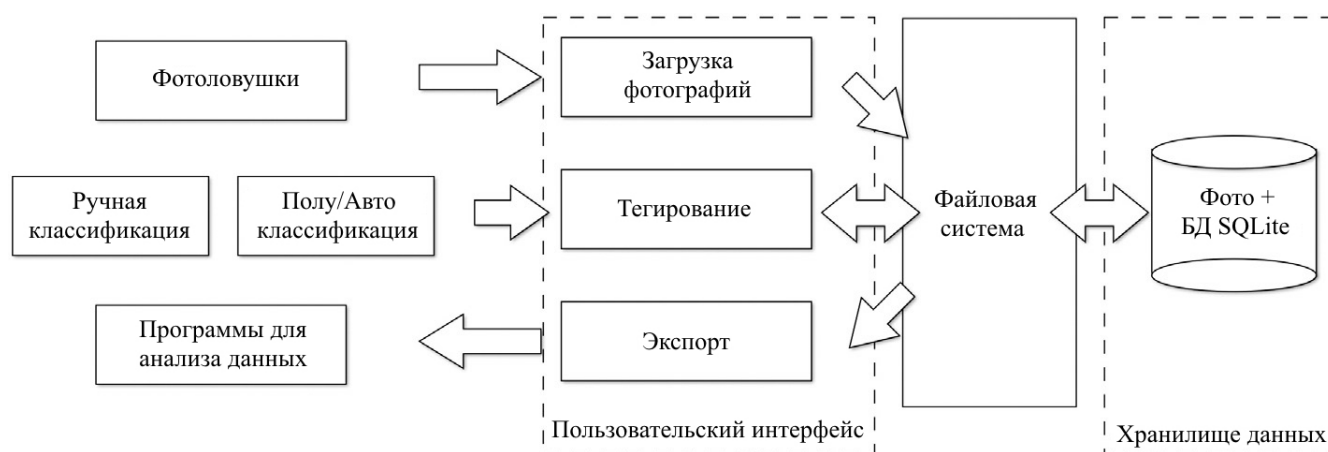 Фотоловушки
Загрузка
фотографий
Ручная
классификация
Полу/Авто
классификация
Тегирование
Файловая
система
Фото +
БД SQLite
Программы для
анализа данных
Экспорт
Пользовательский интерфейс
Хранилище данных